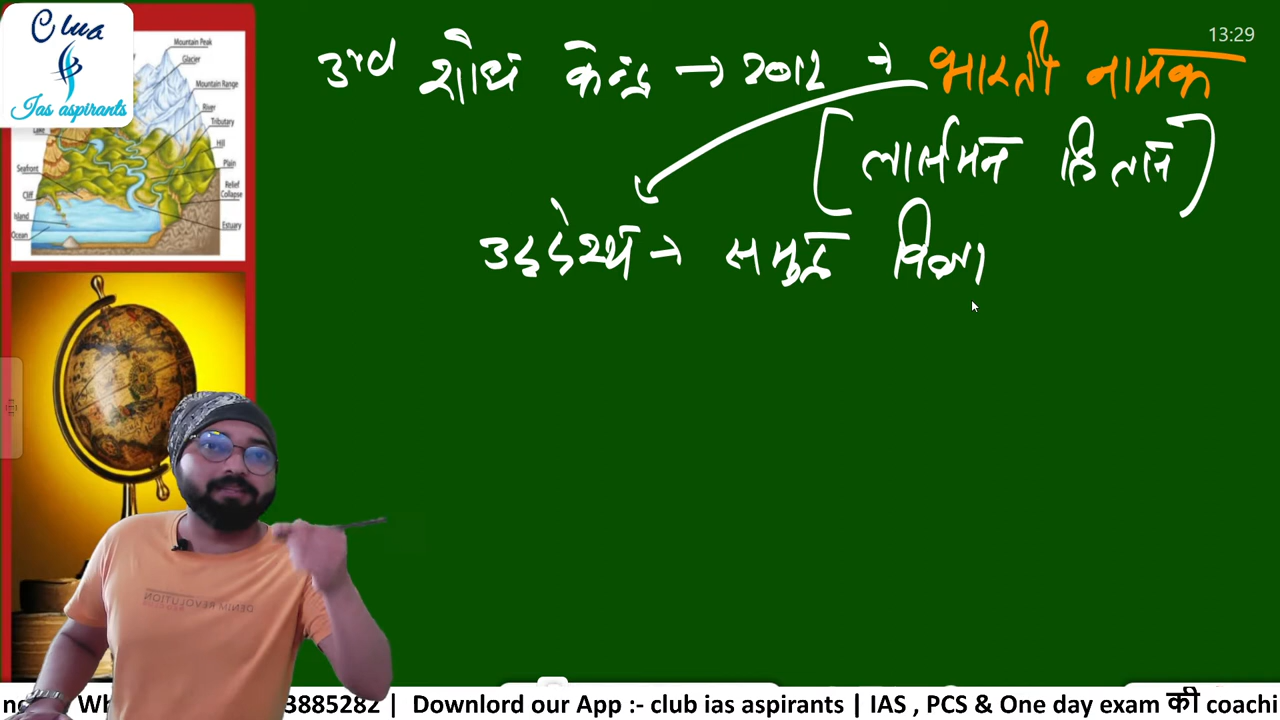 Clua
Ias aspirants
Mountain Peak
Glacier
Mountain Range
River
Tributary
Hill
Lake
Plain
Seafront
Relief
Collapse
Cliff
Island
Estuary
Ocean
13:29
3rd शोध केन्द्र → 2012 → भारती नामक
[लार्समन हिल्स]
उद्देश्य → समुद्र विज्ञा
DENIM REVOLUTION
3885282 | Downlord our App :- club ias aspirants | IAS , PCS & One day exam की coachi